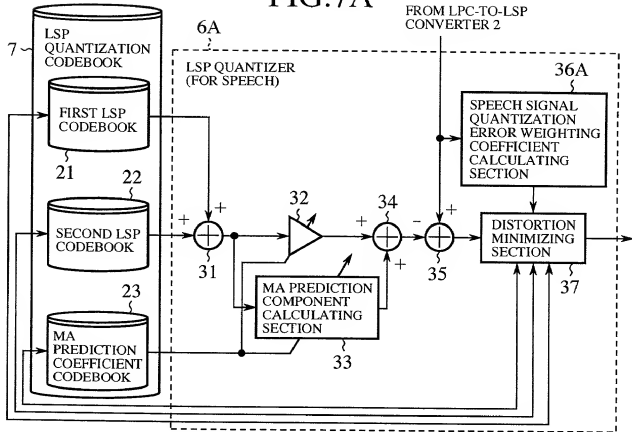 FIG.7A
FROM LPC-TO-LSP
CONVERTER 2
6A
7
LSP
QUANTIZATION
CODEBOOK
LSP QUANTIZER
(FOR SPEECH)
36A
FIRST LSP
CODEBOOK
21
SPEECH SIGNAL
QUANTIZATION
ERROR WEIGHTING
COEFFICIENT
CALCULATING
SECTION
22
SECOND LSP
CODEBOOK
+
+
31
32
+
34
+
-
+
35
DISTORTION
MINIMIZING
SECTION
37
23
MA
PREDICTION
COEFFICIENT
CODEBOOK
MA PREDICTION
COMPONENT
CALCULATING
SECTION
33